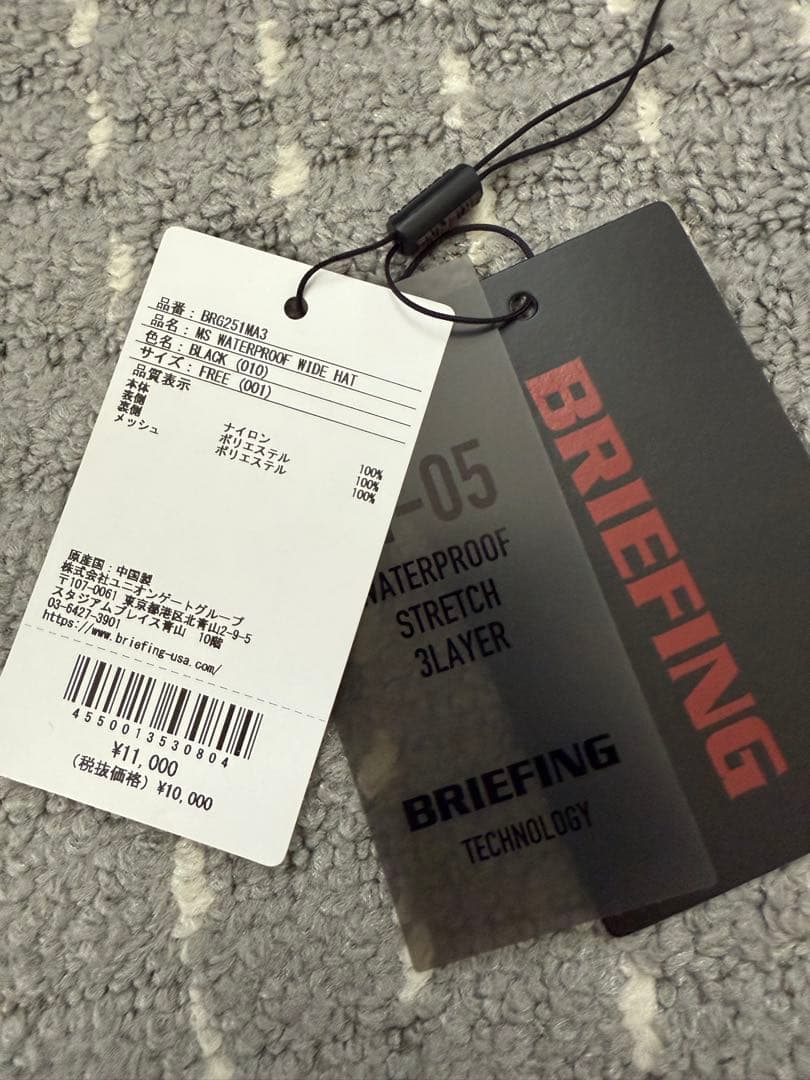 品番：BRG251MA3
品名：MS WATERPROOF WIDE HAT
色名：BLACK (010)
サイズ：FREE (001)
品質表示
本体
表側 ナイロン 100%
裏側 ポリエステル 100%
メッシュ ポリエステル 100%
原産国：中国製
株式会社ユニオンゲートグループ
〒107-0061 東京都港区北青山2-9-5
スタジアムプレイス青山 10階
03-6427-3901
https://www.briefing-usa.com/
4550013530804
¥11,000
(税抜価格) ¥10,000
-05
WATERPROOF
STRETCH
3LAYER
BRIEFING
TECHNOLOGY
BRIEFING